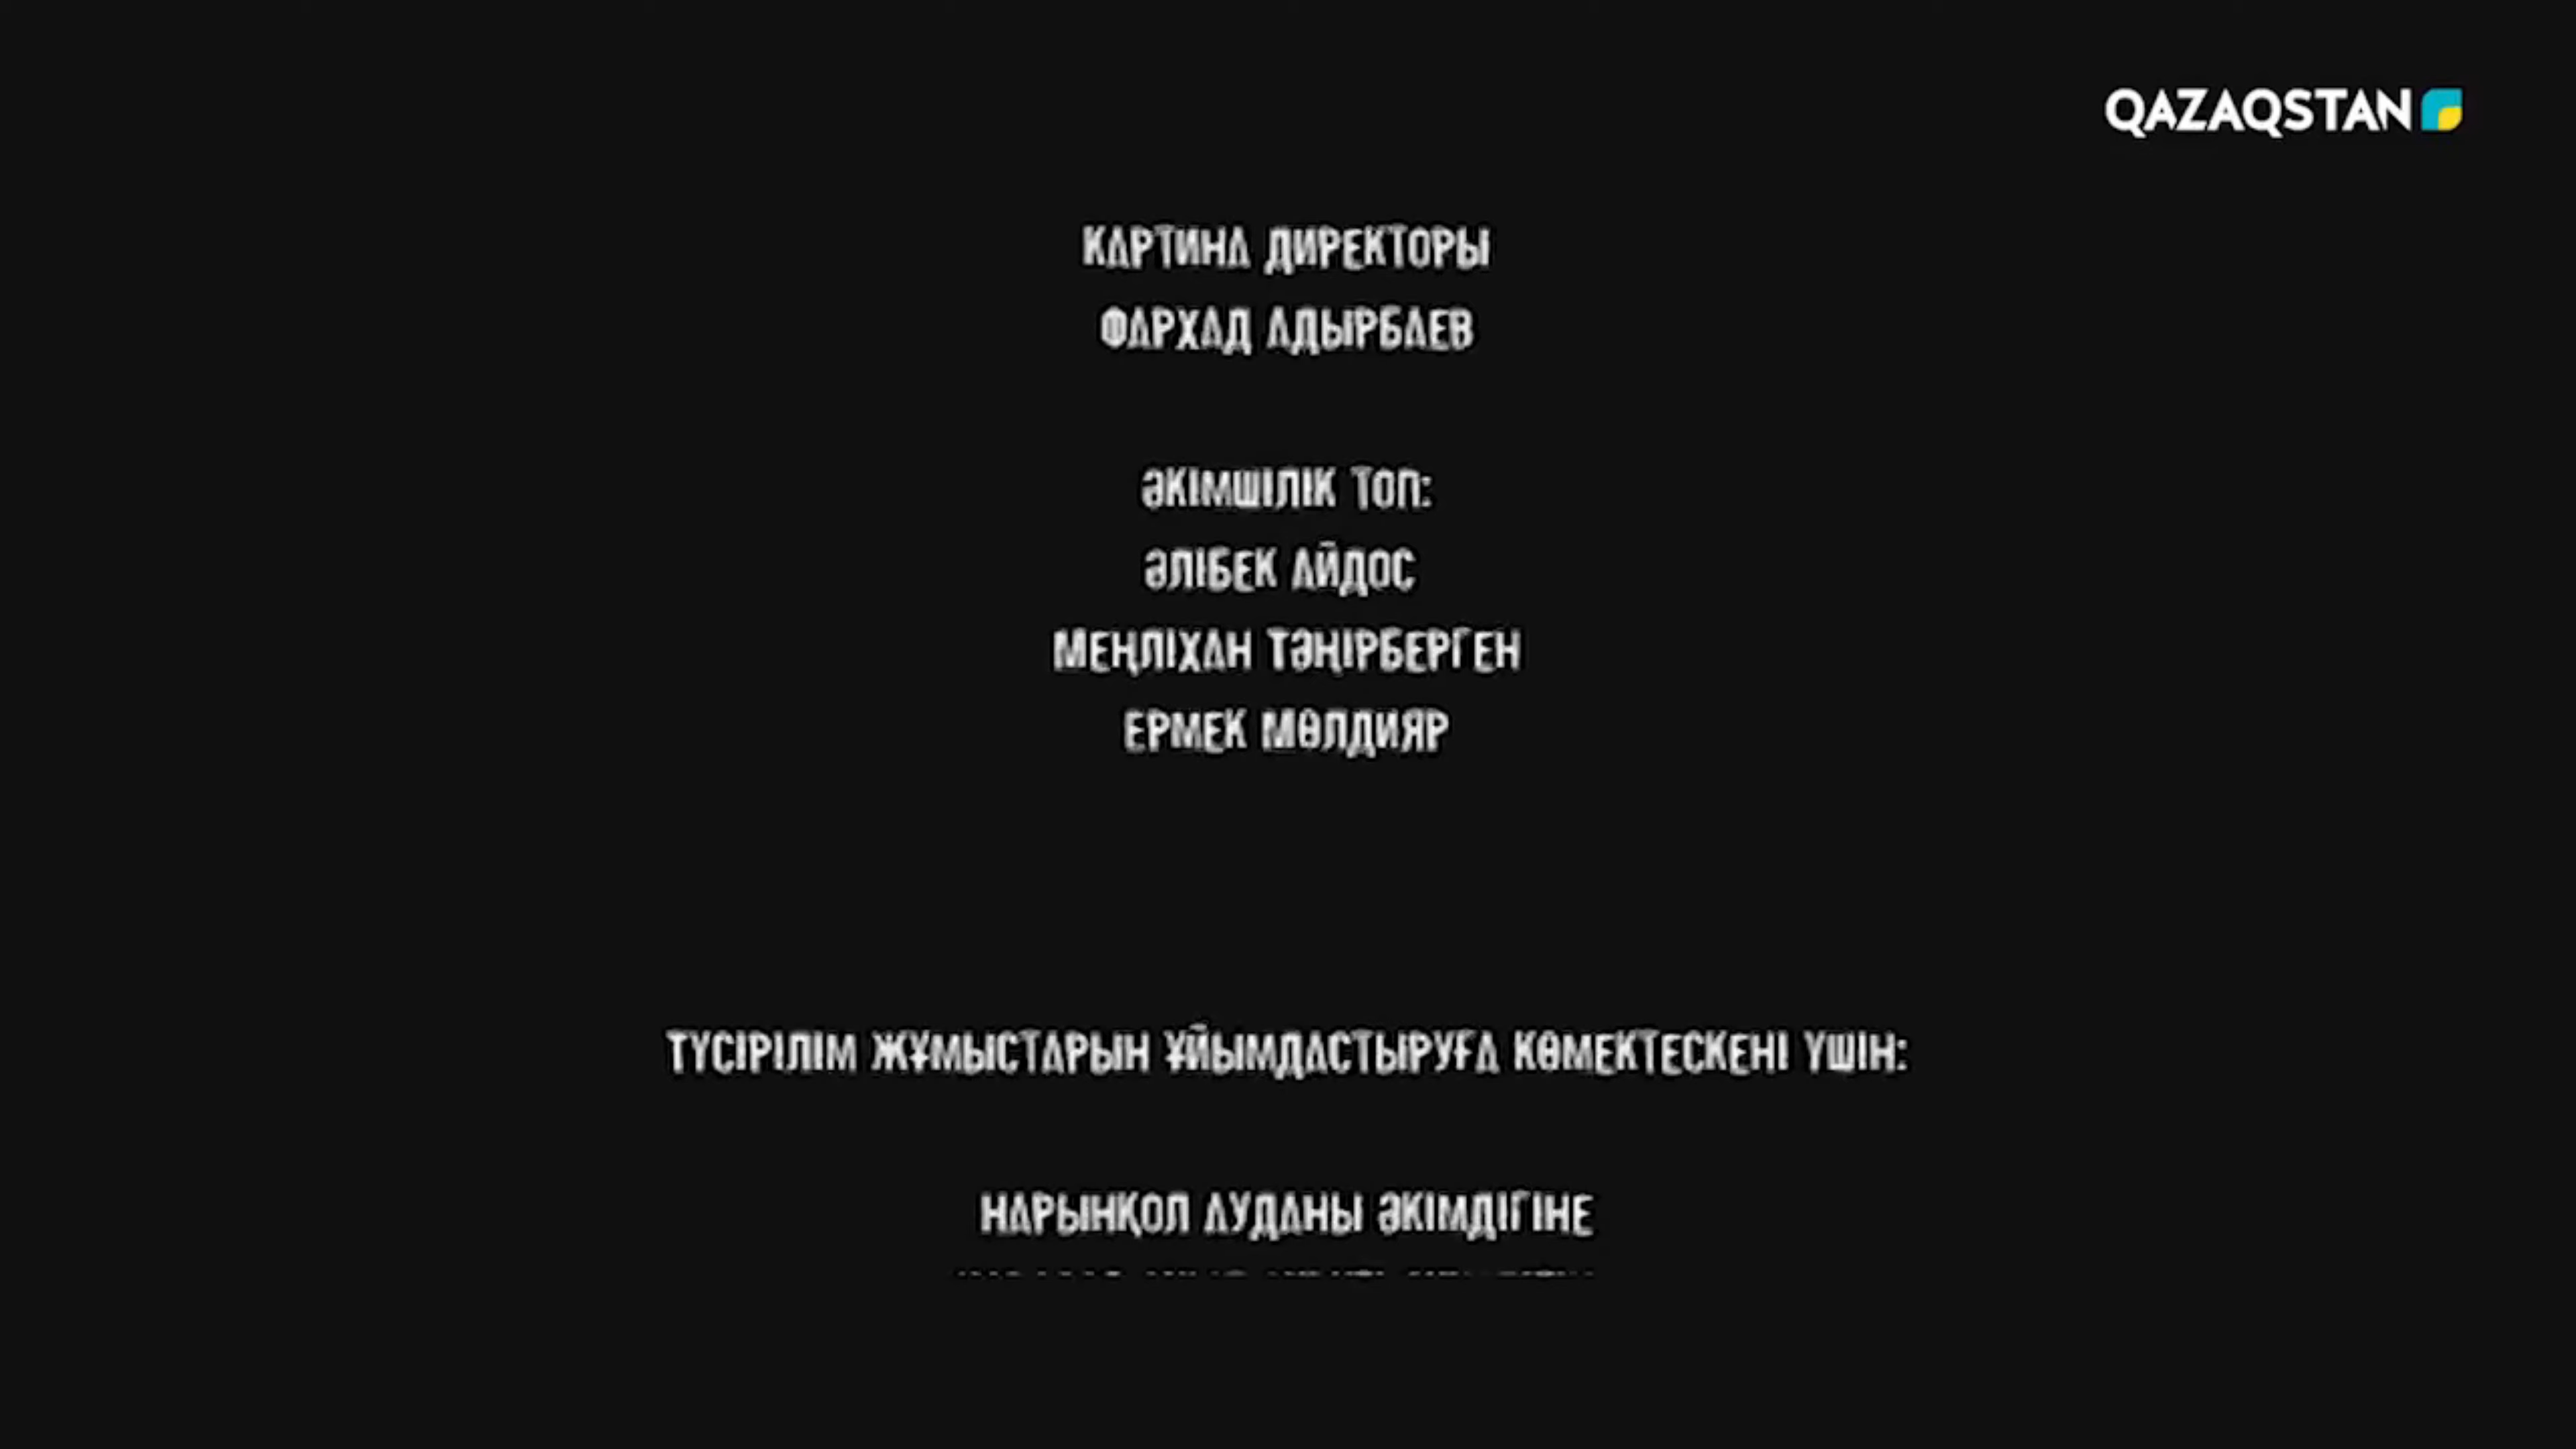 QAZAQSTAN
КАРТИНА ДИРЕКТОРЫ
ФАРХАД АДЫРБАЕВ
ӘКІМШІЛІК ТОП:
ӘЛІБЕК АЙДОС
МЕҢЛІХАН ТӘҢІРБЕРГЕН
ЕРМЕК МӨЛДИЯР
ТҮСІРІЛІМ ЖҰМЫСТАРЫН ҰЙЫМДАСТЫРУҒА КӨМЕКТЕСКЕНІ ҮШІН:
НАРЫНҚОЛ АУДАНЫ ӘКІМДІГІНЕ